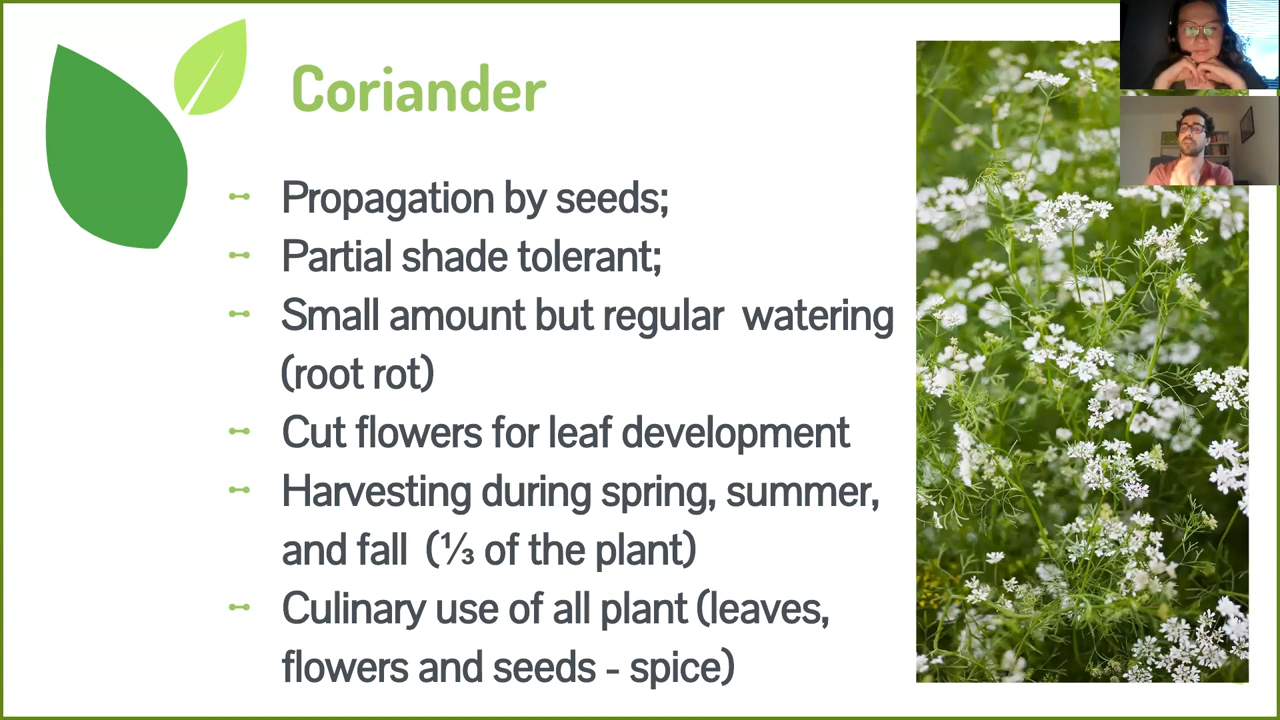 Coriander
Propagation by seeds;
Partial shade tolerant;
Small amount but regular  watering
(root rot)
Cut flowers for leaf development
Harvesting during spring, summer,
and fall  (⅓ of the plant)
Culinary use of all plant (leaves,
flowers and seeds - spice)